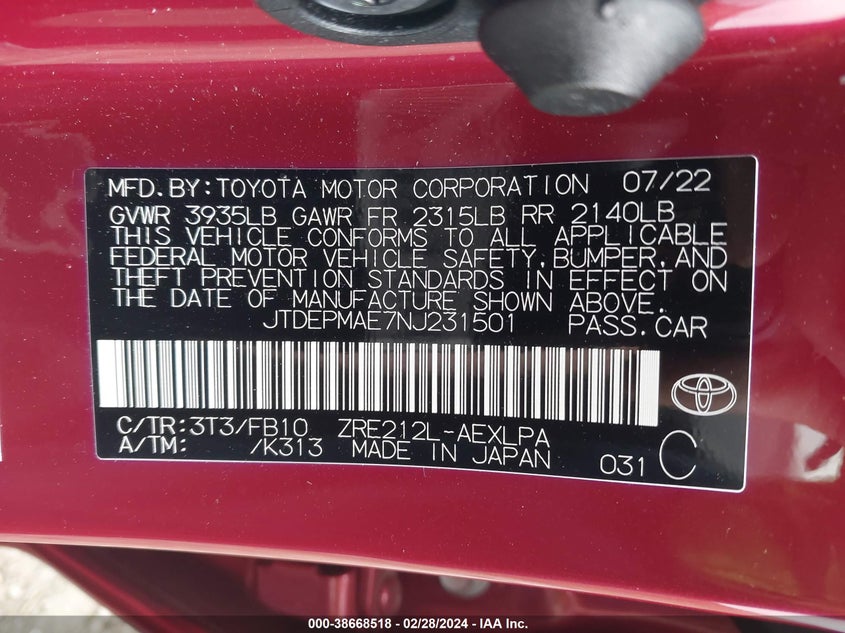 MFD.BY:TOYOTA MOTOR CORPORATION 07/22
GVWR 3935LB GAWR FR 2315LB RR 2140LB
THIS VEHICLE CONFORMS TO ALL APPLICABLE
FEDERAL MOTOR VEHICLE SAFETY,BUMPER,AND
THEFT PREVENTION STANDARDS IN EFFECT ON
THE DATE OF MANUFACTURE SHOWN ABOVE.
JTDEPMAE7NJ231501 PASS.CAR
C/TR:3T3/FB10 ZRE212L-AEXLPA
A/TM: /K313 MADE IN JAPAN 031 C
000-38668518 / 02/28/2024 - IAA Inc.